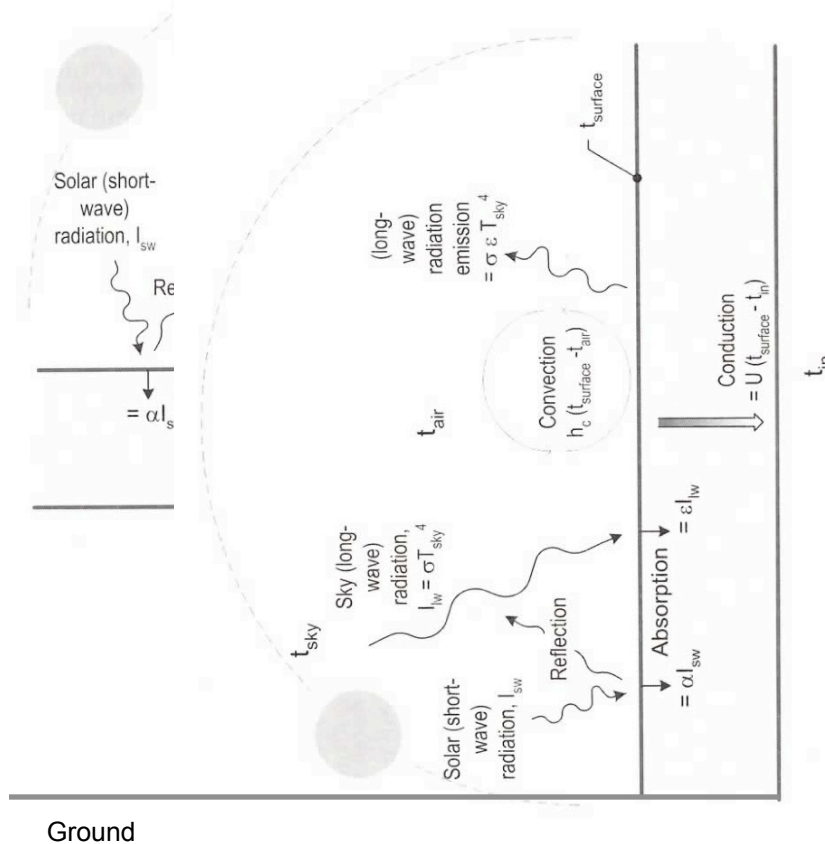 Solar (short-
wave)
radiation, I_sw
Re
= αI_s
t_surface
(long-
wave)
radiation
emission
= σ ε T_sky^4
Convection
h_c (t_surface -t_air)
Conduction
= U (t_surface - t_in)
t_in
t_air
Sky (long-
wave)
radiation,
I_lw = σT_sky^4
t_sky
Reflection
Absorption
= εI_lw
= αI_sw
Solar (short-
wave)
radiation, I_sw
Ground